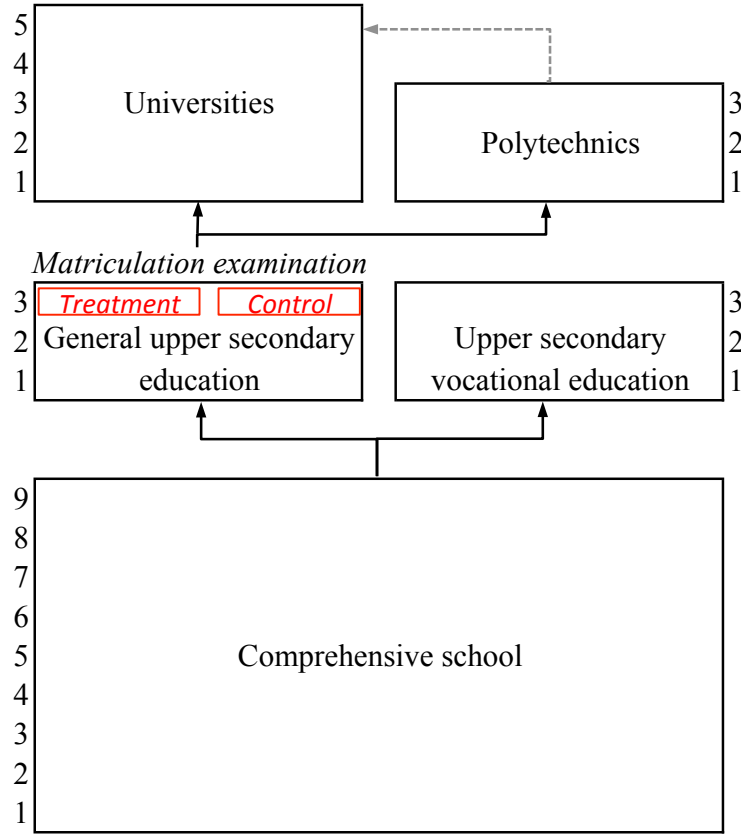 5
4
3
2
1
Universities
Polytechnics
3
2
1
Matriculation examination
3
2
1
Treatment
Control
General upper secondary
education
Upper secondary
vocational education
3
2
1
9
8
7
6
5
4
3
2
1
Comprehensive school